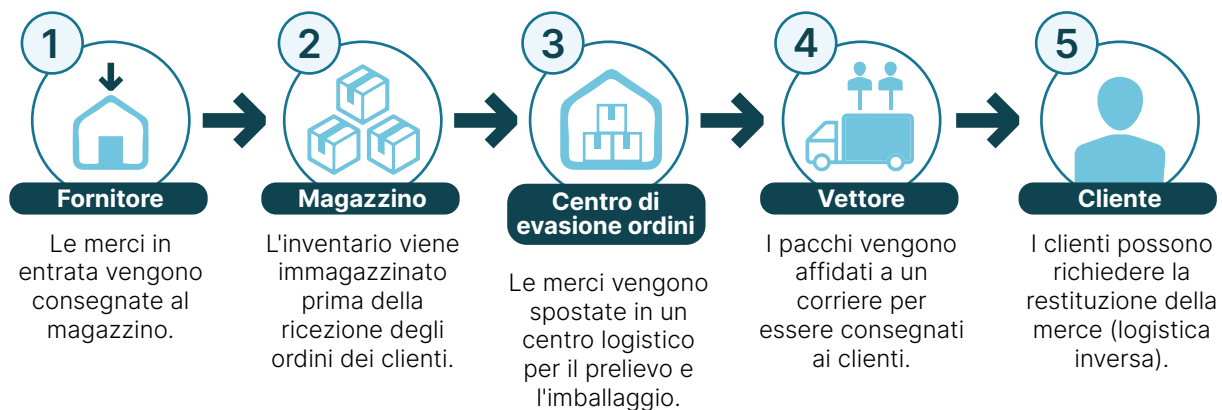 1
Fornitore
Le merci in
entrata vengono
consegnate al
magazzino.
2
Magazzino
L'inventario viene
immagazzinato
prima della
ricezione degli
ordini dei clienti.
3
Centro di
evasione ordini
Le merci vengono
spostate in un
centro logistico
per il prelievo e
l'imballaggio.
4
Vettore
I pacchi vengono
affidati a un
corriere per
essere consegnati
ai clienti.
5
Cliente
I clienti possono
richiedere la
restituzione della
merce (logistica
inversa).